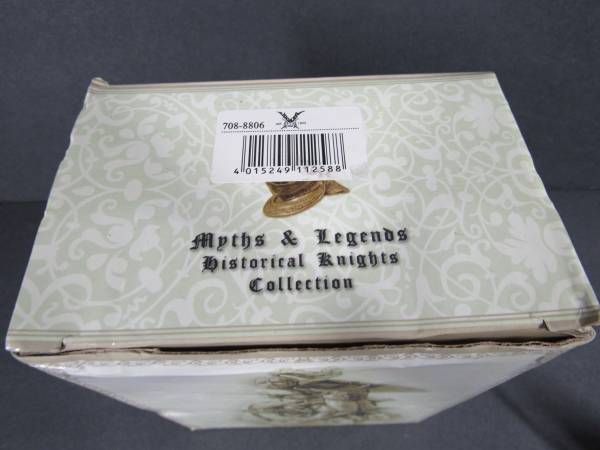 708-8806
4 015249 112588
Myths & Legends
Historical Knights
Collection